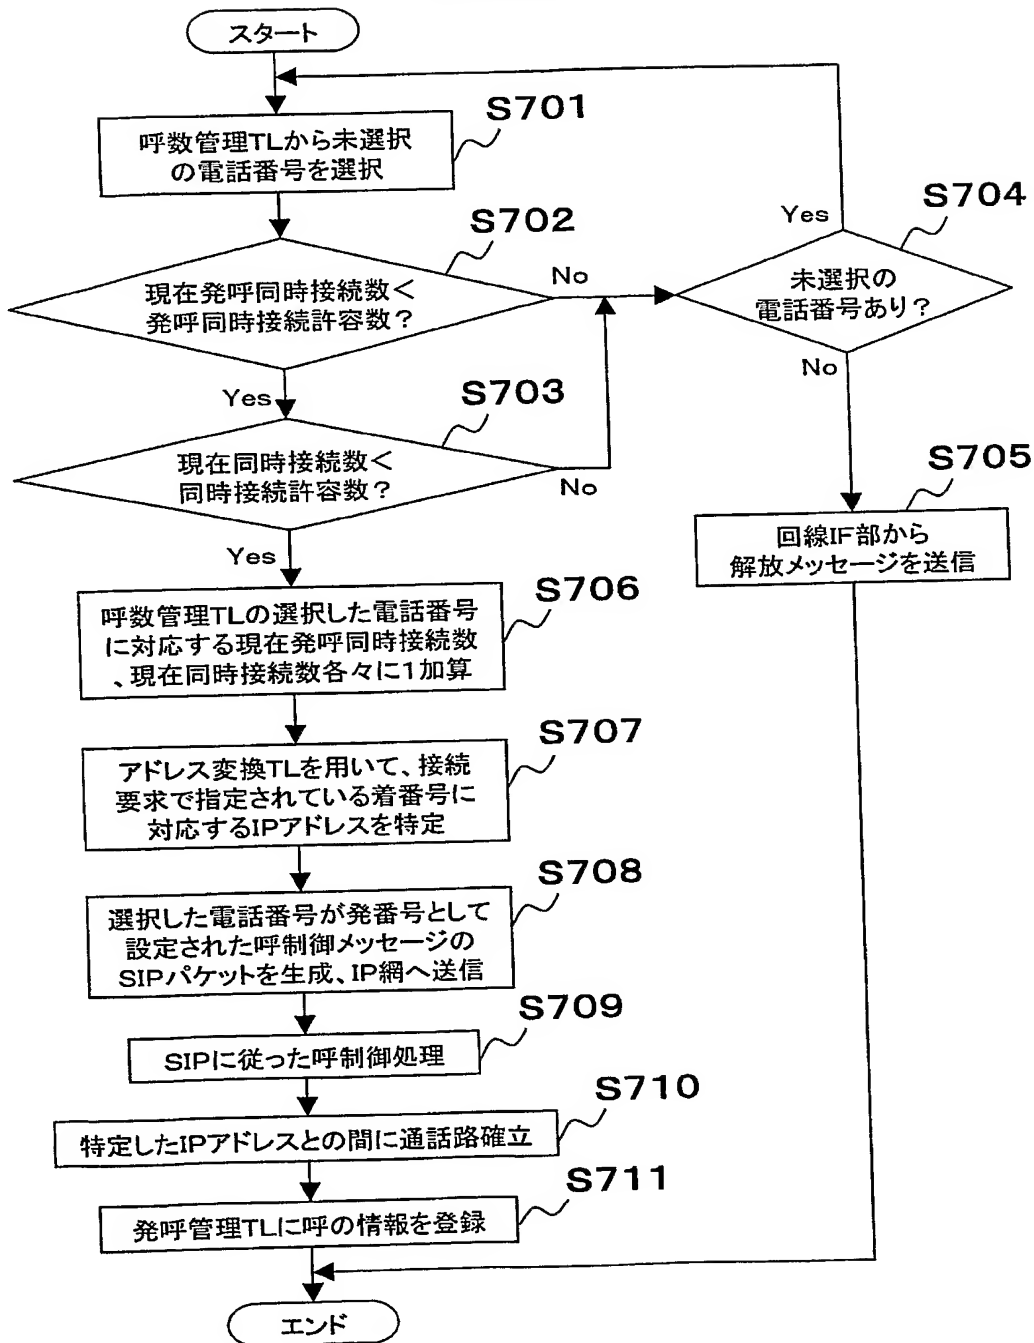 スタート
S701
呼数管理TLから未選択
の電話番号を選択
S702
現在発呼同時接続数<
発呼同時接続許容数?
No
Yes
S703
現在同時接続数<
同時接続許容数?
No
Yes
S704
未選択の
電話番号あり?
Yes
No
S705
回線IF部から
解放メッセージを送信
S706
呼数管理TLの選択した電話番号
に対応する現在発呼同時接続数
、現在同時接続数各々に1加算
S707
アドレス変換TLを用いて、接続
要求で指定されている着番号に
対応するIPアドレスを特定
S708
選択した電話番号が発番号として
設定された呼制御メッセージの
SIPパケットを生成、IP網へ送信
S709
SIPに従った呼制御処理
S710
特定したIPアドレスとの間に通話路確立
S711
発呼管理TLに呼の情報を登録
エンド